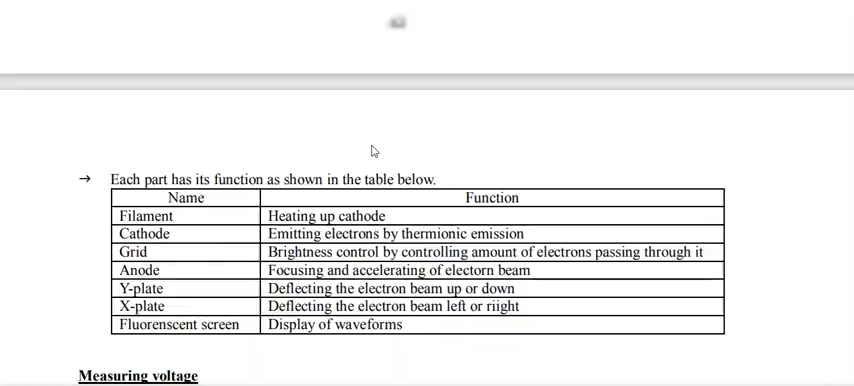 → Each part has its function as shown in the table below.
Name Function
Filament Heating up cathode
Cathode Emitting electrons by thermionic emission
Grid Brightness control by controlling amount of electrons passing through it
Anode Focusing and accelerating of electorn beam
Y-plate Deflecting the electron beam up or down
X-plate Deflecting the electron beam left or riight
Fluorenscent screen Display of waveforms
Measuring voltage